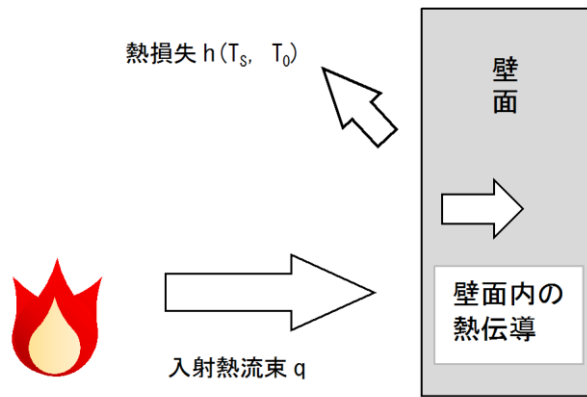 熱損失 h(Ts, T0)
壁
面
壁面内の
熱伝導
入射熱流束 q